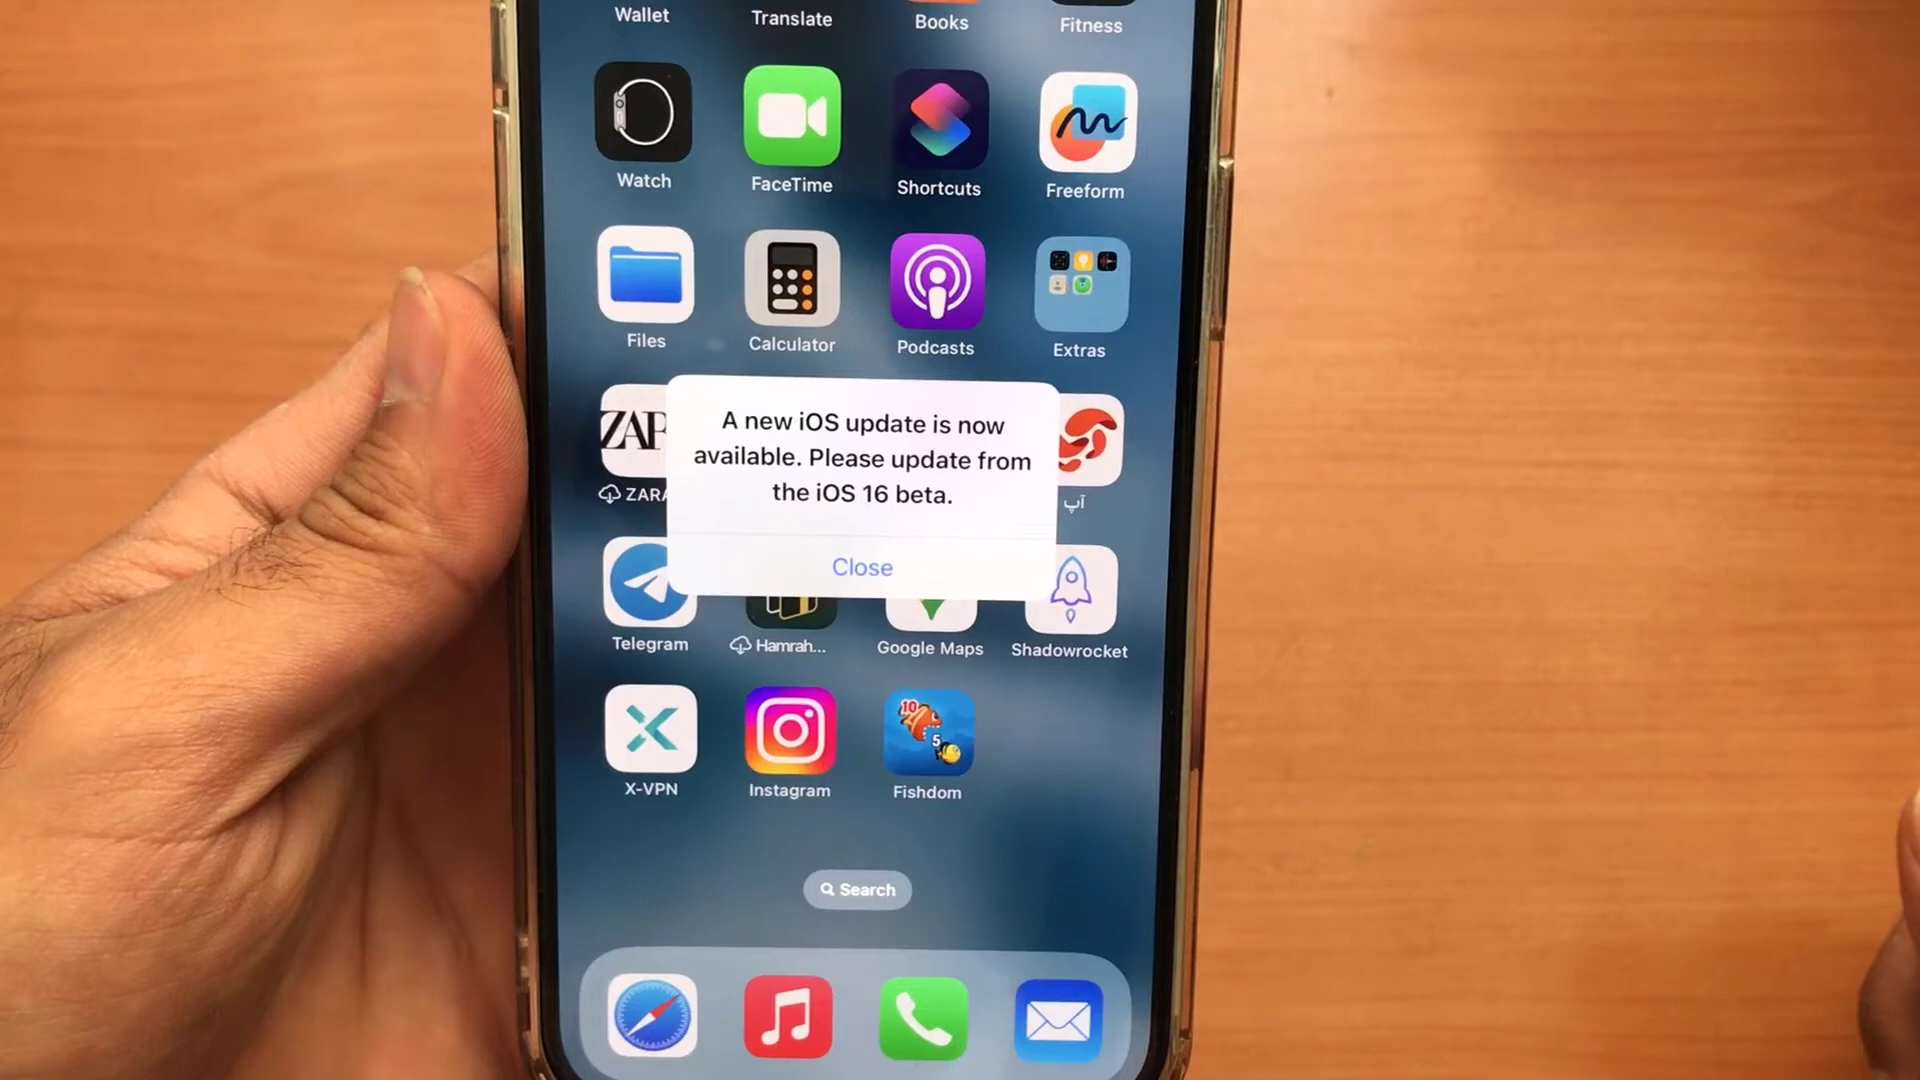 Wallet
Translate
Books
Fitness
Watch
FaceTime
Shortcuts
Freeform
Files
Calculator
Podcasts
Extras
ZAR
ZARA
آپ
A new iOS update is now
available. Please update from
the iOS 16 beta.
Close
Telegram
Hamrah...
Google Maps
Shadowrocket
10
5
X-VPN
Instagram
Fishdom
Search